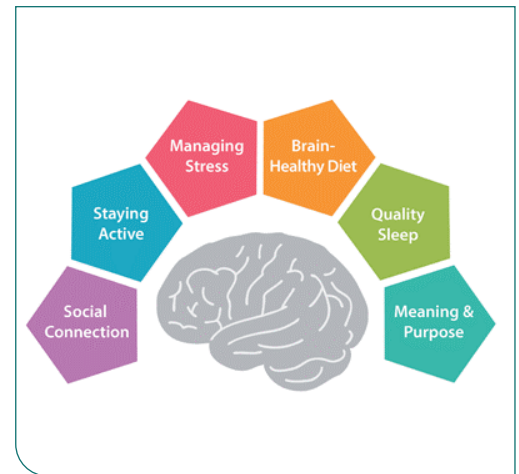 Social
Connection
Staying
Active
Managing
Stress
Brain-
Healthy Diet
Quality
Sleep
Meaning &
Purpose